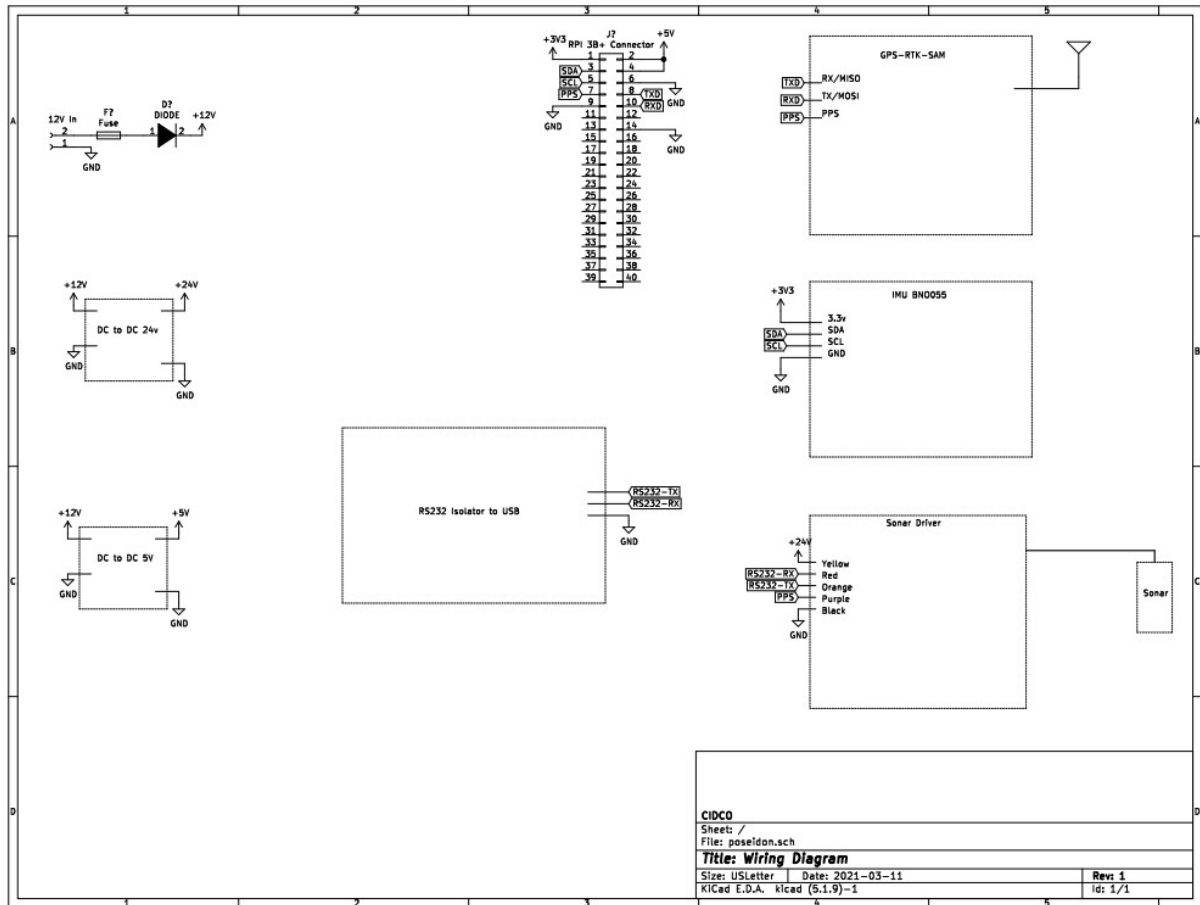 1 2 3 4 5
A
B
C
D
12V In
2
1
F?
Fuse
D?
DIODE
1 2
+12V
GND
J?
RPI 3B+ Connector
+3V3
+5V
1 2
SDA 3 4
SCL 5 6
PPS 7 8 TXD
9 10 RXD
GND
GND
11 12
13 14
15 16
GND
17 18
19 20
21 22
23 24
25 26
27 28
29 30
31 32
33 34
35 36
37 38
39 40
GPS-RTK-SAM
TXD RX/MISO
RXD TX/MOSI
PPS PPS
+12V
+24V
DC to DC 24v
GND
GND
IMU BNO055
+3V3
3.3v
SDA SDA
SCL SCL
GND
GND
RS232 Isolator to USB
RS232-TX
RS232-RX
GND
+12V
+5V
DC to DC 5V
GND
GND
Sonar Driver
+24V
Yellow
RS232-RX Red
RS232-TX Orange
PPS Purple
Black
GND
Sonar
A
B
C
D
CIDCO
Sheet: /
File: poseidon.sch
Title: Wiring Diagram
Size: USLetter Date: 2021-03-11 Rev: 1
KiCad E.D.A. kicad (5.1.9)-1 Id: 1/1
1 2 3 4 5